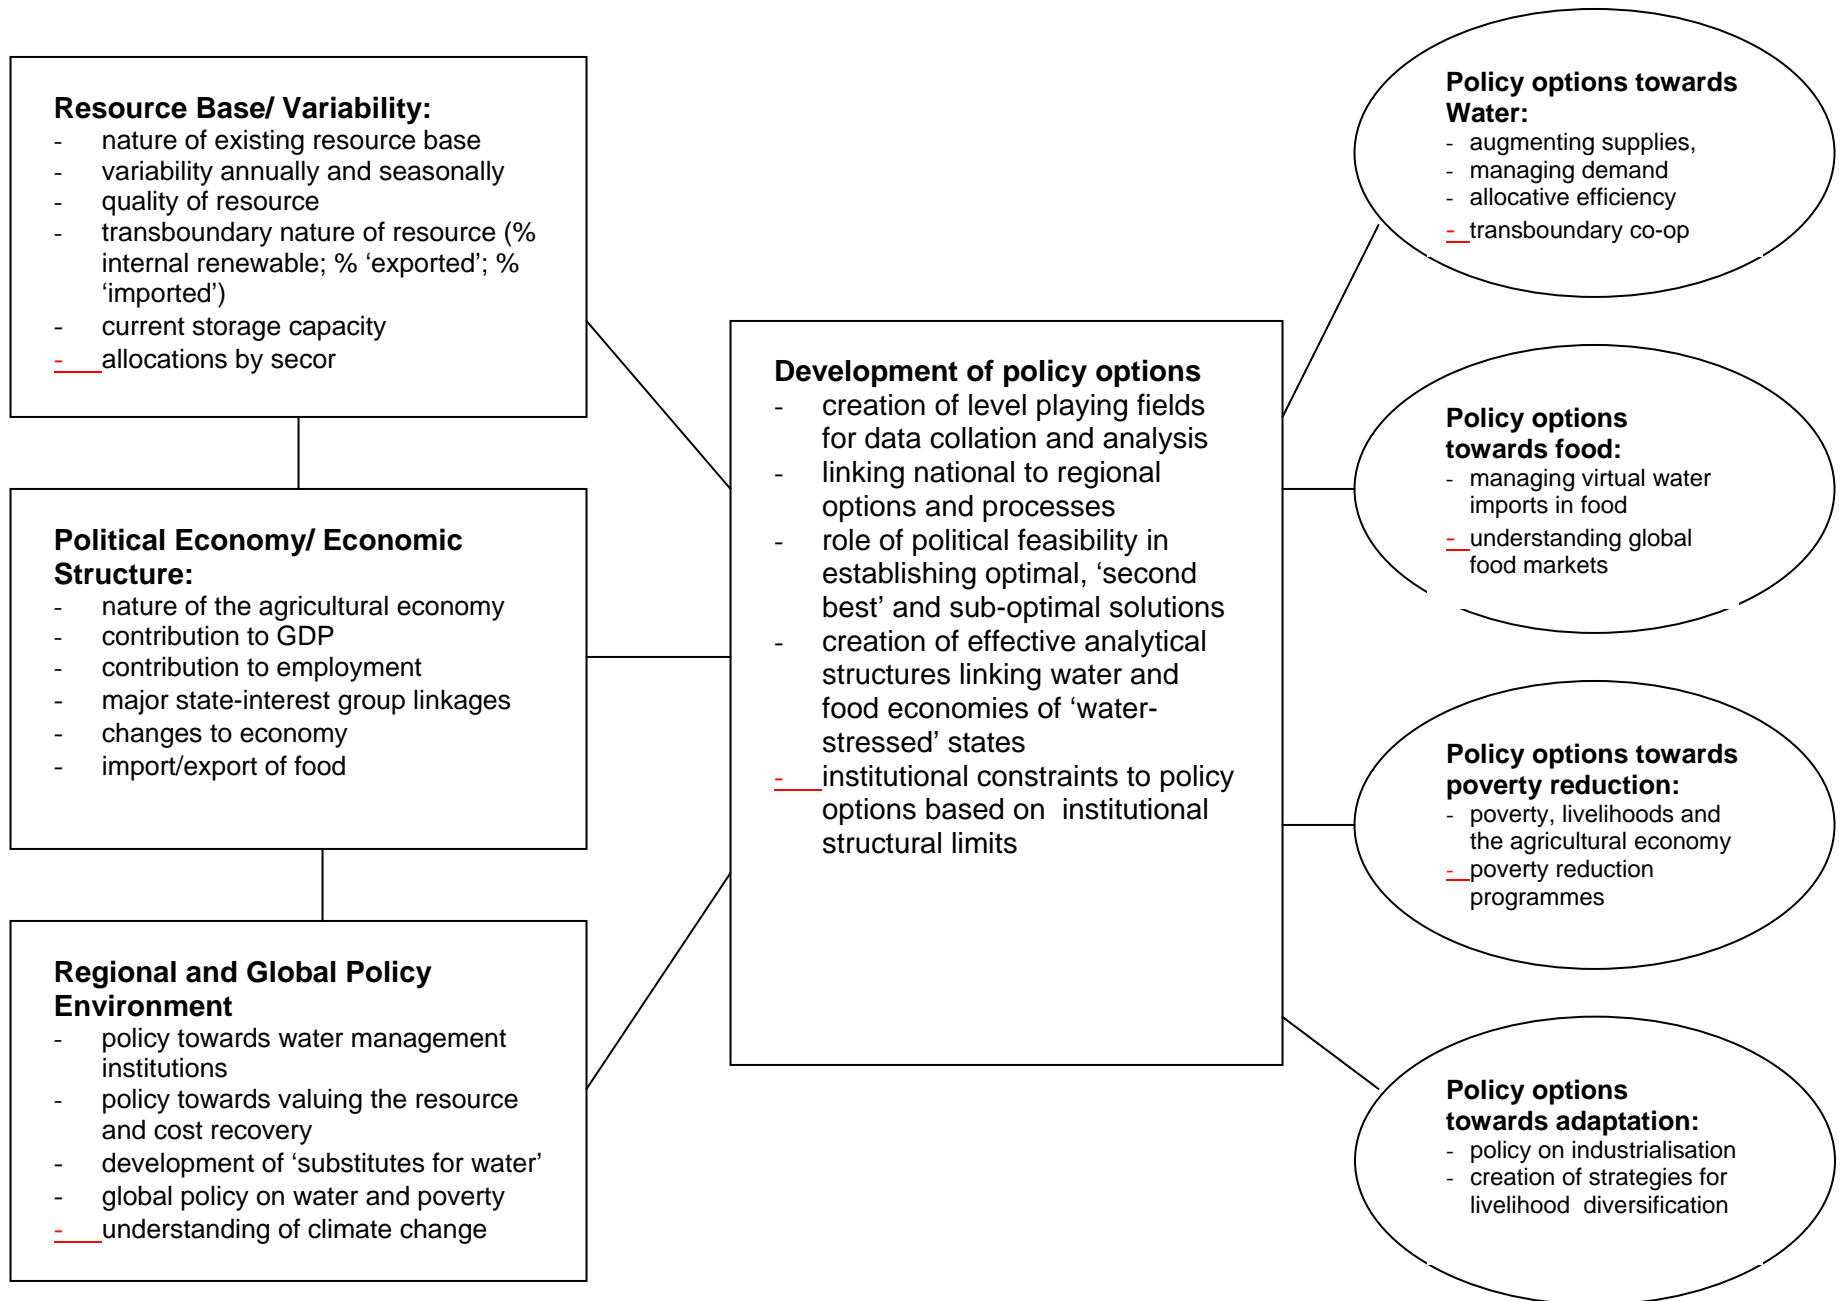 Resource Base/ Variability:
- nature of existing resource base
- variability annually and seasonally
- quality of resource
- transboundary nature of resource (%
internal renewable; % ‘exported’; %
‘imported’)
- current storage capacity
- allocations by secor
Political Economy/ Economic
Structure:
- nature of the agricultural economy
- contribution to GDP
- contribution to employment
- major state-interest group linkages
- changes to economy
- import/export of food
Regional and Global Policy
Environment
- policy towards water management
institutions
- policy towards valuing the resource
and cost recovery
- development of ‘substitutes for water’
- global policy on water and poverty
- understanding of climate change
Development of policy options
- creation of level playing fields
for data collation and analysis
- linking national to regional
options and processes
- role of political feasibility in
establishing optimal, ‘second
best’ and sub-optimal solutions
- creation of effective analytical
structures linking water and
food economies of ‘water-
stressed’ states
- institutional constraints to policy
options based on institutional
structural limits
Policy options towards
Water:
- augmenting supplies,
- managing demand
- allocative efficiency
- transboundary co-op
Policy options
towards food:
- managing virtual water
imports in food
- understanding global
food markets
Policy options towards
poverty reduction:
- poverty, livelihoods and
the agricultural economy
- poverty reduction
programmes
Policy options
towards adaptation:
- policy on industrialisation
- creation of strategies for
livelihood diversification